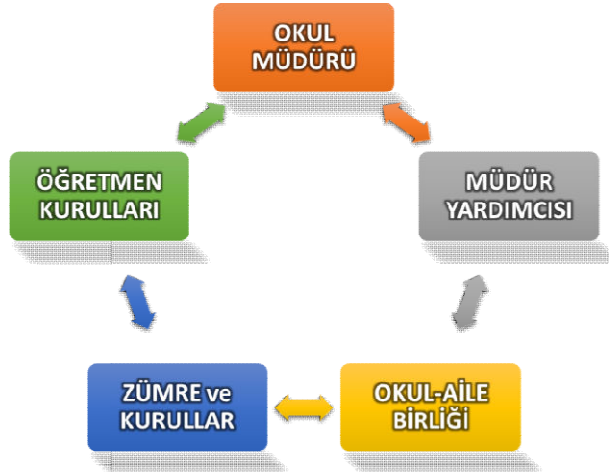 OKUL
MÜDÜRÜ
ÖĞRETMEN
KURULLARI
MÜDÜR
YARDIMCISI
ZÜMRE ve
KURULLAR
OKUL-AİLE
BİRLİĞİ